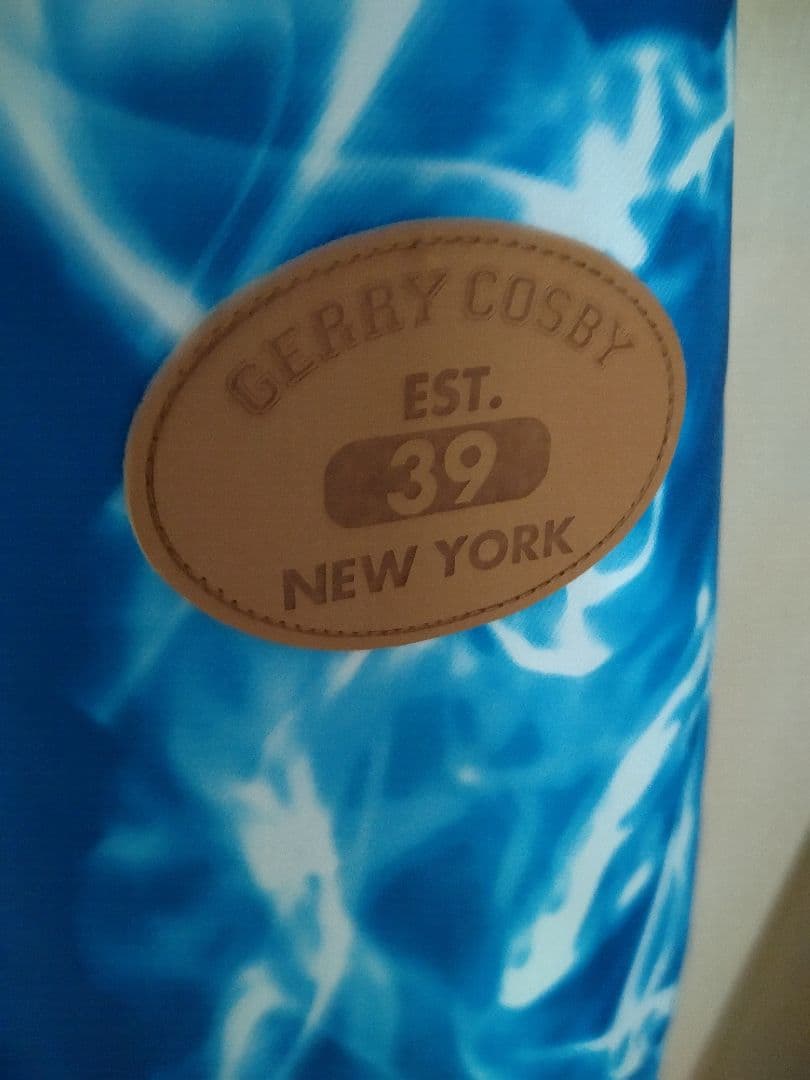 GERRY COSBY
EST.
39
NEW YORK